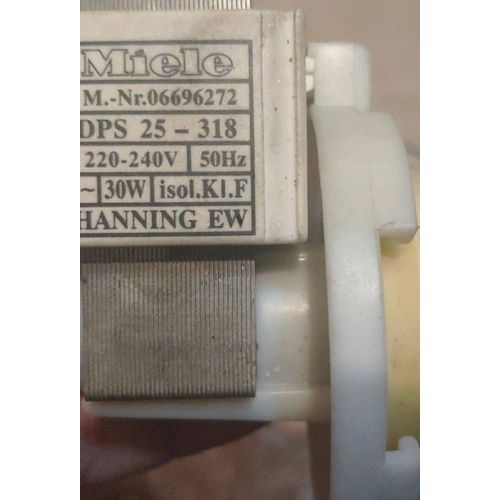 Miele
M.-Nr.06696272
DPS 25 – 318
220-240V 50Hz
~ 30W isol.Kl.F
HANNING EW